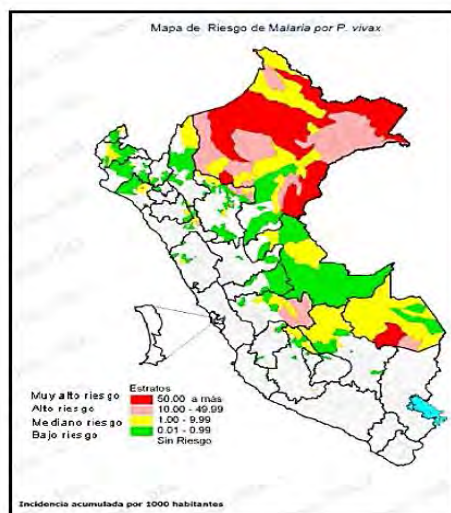 Mapa de Riesgo de Malaria por P. vivax
Estratos
Muy alto riesgo 50.00 a más
Alto riesgo 10.00 - 49.99
Mediano riesgo 1.00 - 9.99
Bajo riesgo 0.01 - 0.99
Sin Riesgo
Incidencia acumulada por 1000 habitantes